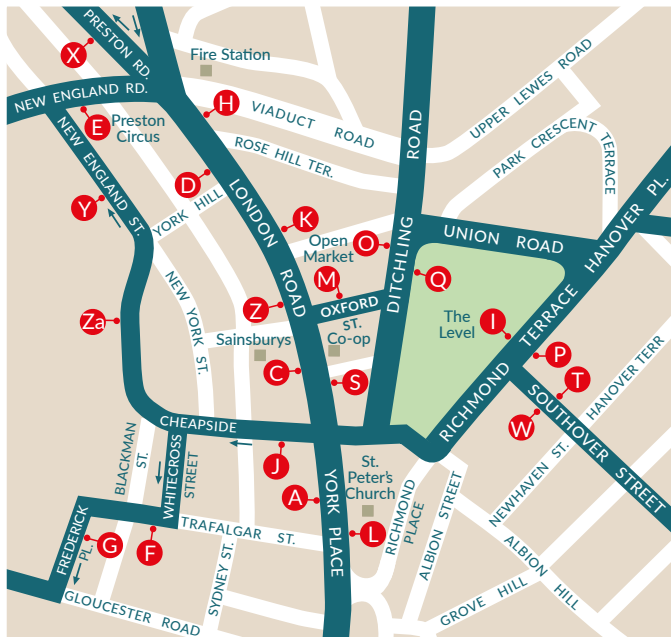 PRESTON RD.
X
Fire Station
NEW ENGLAND RD.
H
VIADUCT ROAD
UPPER LEWES ROAD
E
Preston
Circus
NEW ENGLAND ST.
ROSE HILL TER.
ROAD
PARK CRESCENT
TERRACE
D
Y
YORK HILL
LONDON
ROAD
K
Open
Market
O
DITCHLING
UNION ROAD
HANOVER PL.
Q
M
Z
OXFORD
ST.
Co-op
Za
NEW YORK ST.
Sainsburys
The
Level
I
RICHMOND
TERRACE
P
C
S
T
W
HANOVER TERR
SOUTHOVER STREET
CHEAPSIDE
BLACKMAN
ST.
WHITECROSS
STREET
J
St.
Peter's
Church
A
YORK PLACE
L
RICHMOND
PLACE
ALBION STREET
NEWHAVEN ST.
ALBION
HILL
FREDERICK
PL.
G
F
TRAFALGAR ST.
SYDNEY ST.
GLOUCESTER ROAD
GROVE HILL